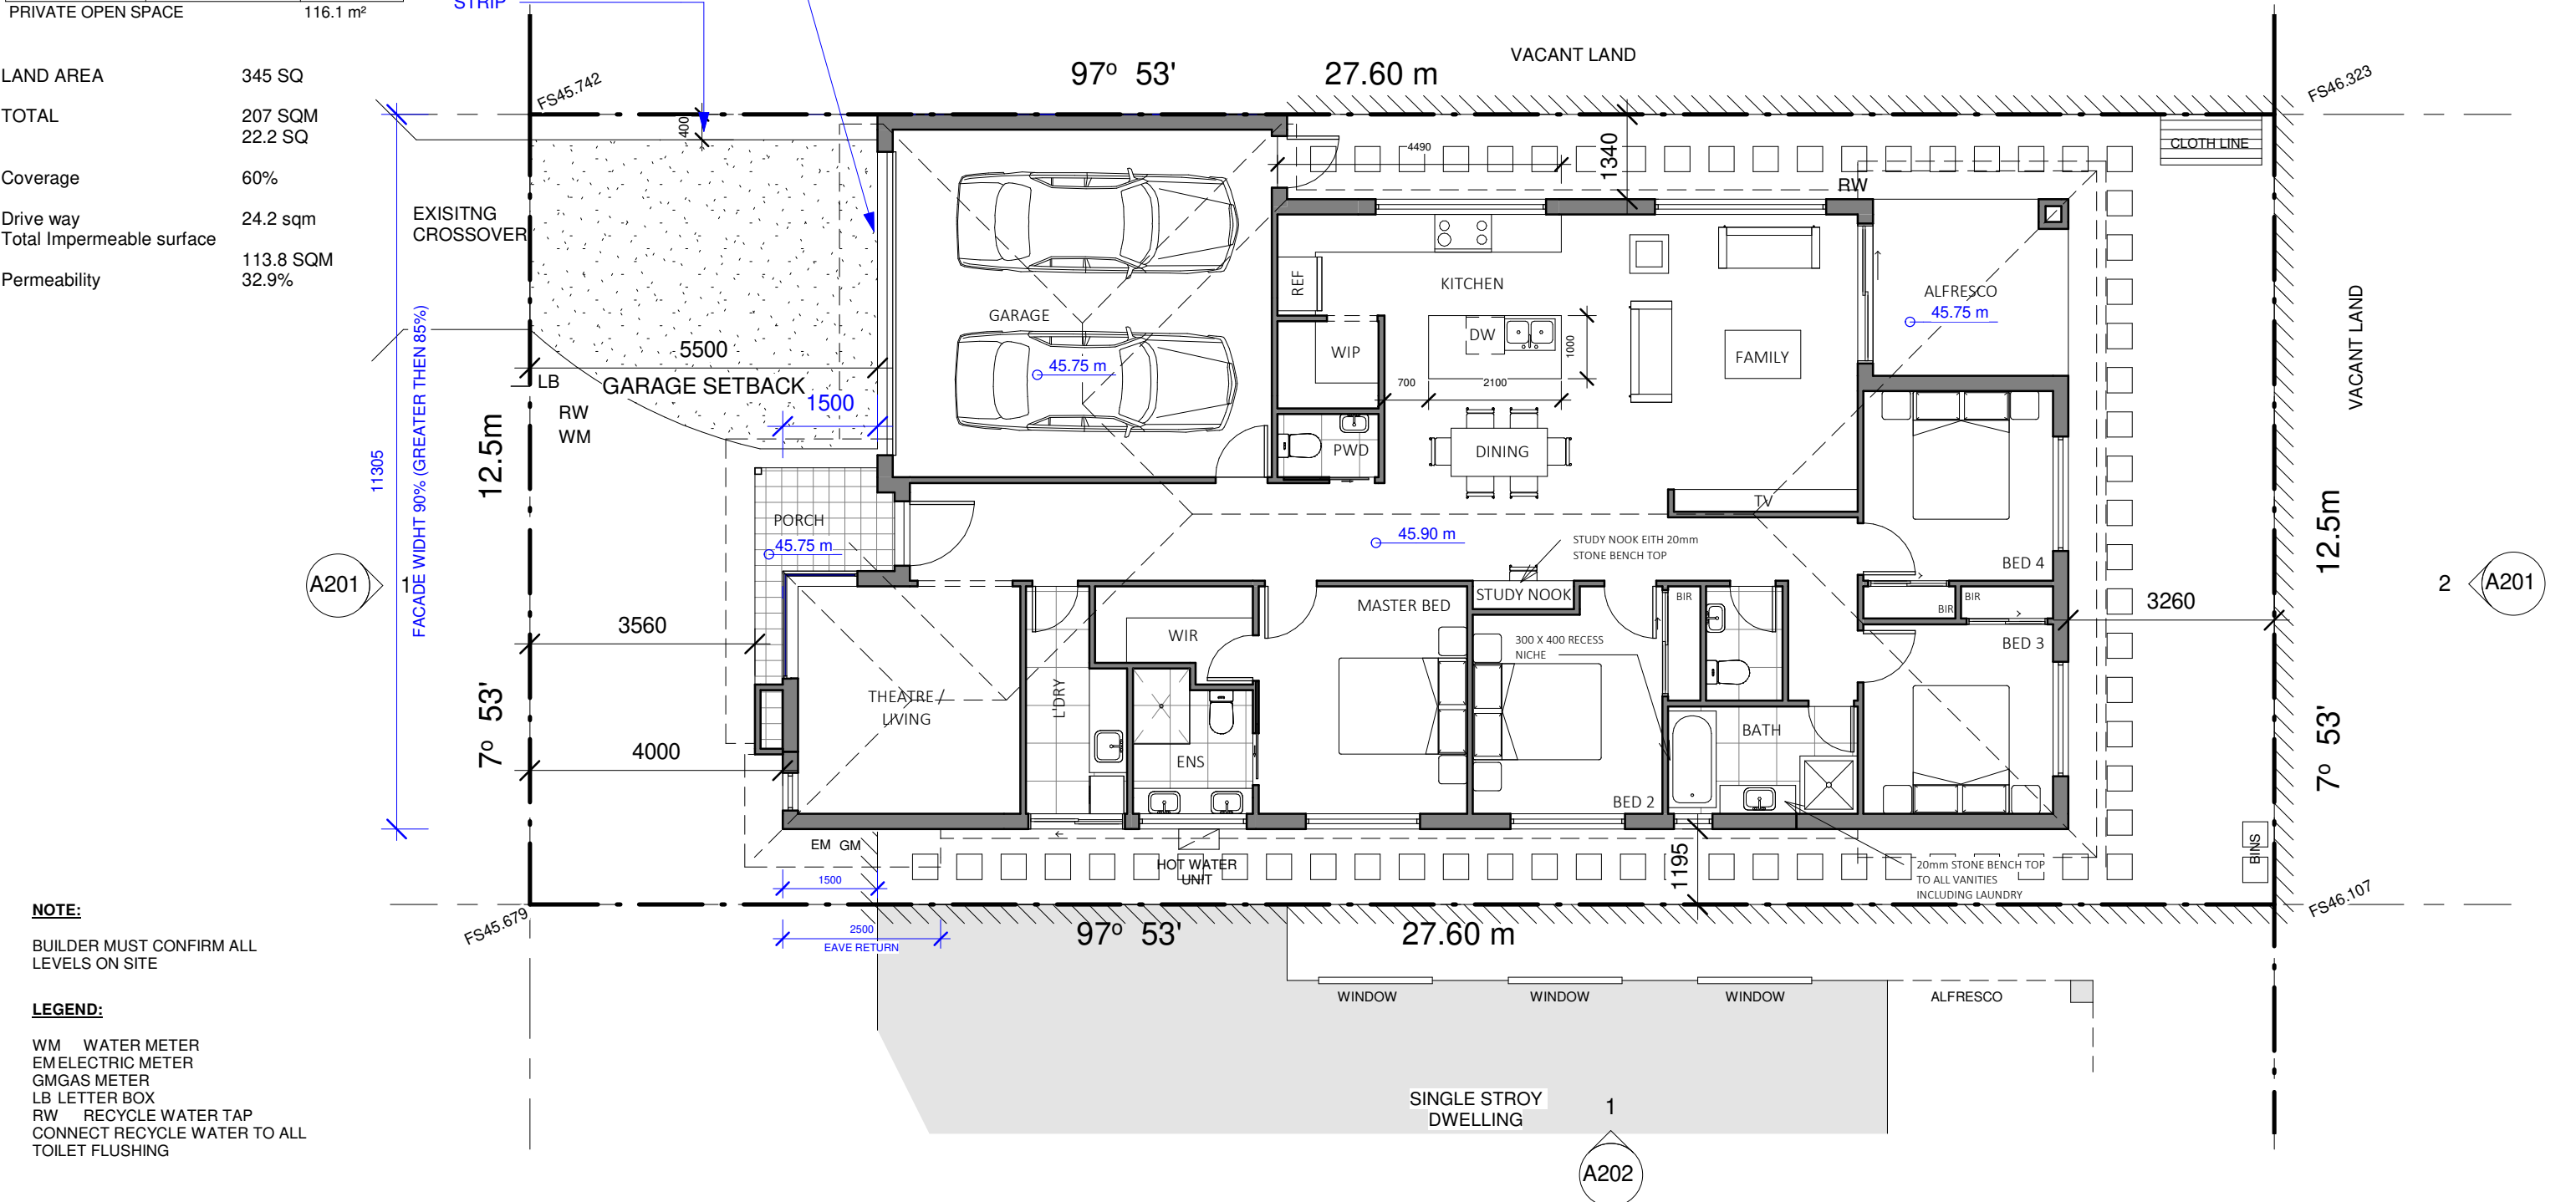 STRIP
PRIVATE OPEN SPACE 116.1 m²
LAND AREA 345 SQ
TOTAL 207 SQM
22.2 SQ
Coverage 60%
Drive way 24.2 sqm
Total Impermeable surface
113.8 SQM
Permeability 32.9%
EXISITNG
CROSSOVER
FS45.742
97º 53' 27.60 m
VACANT LAND
FS46.323
400
4490
1340
CLOTH LINE
RW
REF
KITCHEN
GARAGE
45.75 m
ALFRESCO
45.75 m
VACANT LAND
5500
GARAGE SETBACK
1500
LB
RW
WM
WIP
DW
1000
FAMILY
700
2100
PWD
DINING
TV
11305
FACADE WIDHT 90% (GREATER THEN 85%)
12.5m
7º 53'
PORCH
45.75 m
45.90 m
STUDY NOOK EITH 20mm
STONE BENCH TOP
BED 4
12.5m
7º 53'
A201
1
2
A201
3560
4000
3260
THEATRE /
LIVING
L'DRY
WIR
MASTER BED
STUDY NOOK
300 X 400 RECESS
NICHE
BIR
BIR
BIR
BED 3
ENS
BED 2
BATH
EM GM
1500
HOT WATER
UNIT
1195
20mm STONE BENCH TOP
TO ALL VANITIES
INCLUDING LAUNDRY
BINS
FS45.679
2500
EAVE RETURN
97º 53' 27.60 m
FS46.107
WINDOW
WINDOW
WINDOW
ALFRESCO
SINGLE STROY
DWELLING
1
A202
NOTE:
BUILDER MUST CONFIRM ALL
LEVELS ON SITE
LEGEND:
WM WATER METER
EM ELECTRIC METER
GM GAS METER
LB LETTER BOX
RW RECYCLE WATER TAP
CONNECT RECYCLE WATER TO ALL
TOILET FLUSHING